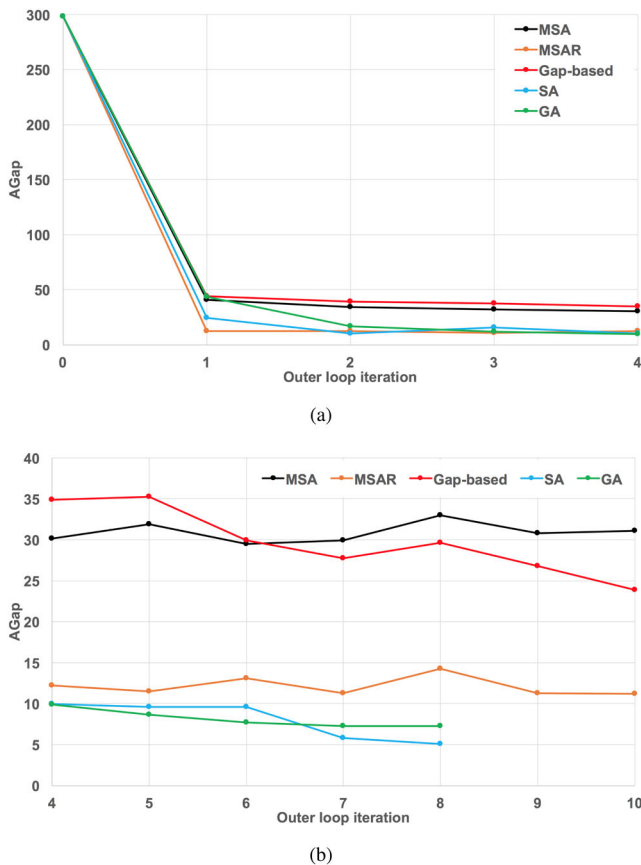 300
250
200
150
100
50
0
AGap
MSA
MSAR
Gap-based
SA
GA
0 1 2 3 4
Outer loop iteration
(a)
40
35
30
25
20
15
10
5
0
AGap
MSA MSAR Gap-based SA GA
4 5 6 7 8 9 10
Outer loop iteration
(b)